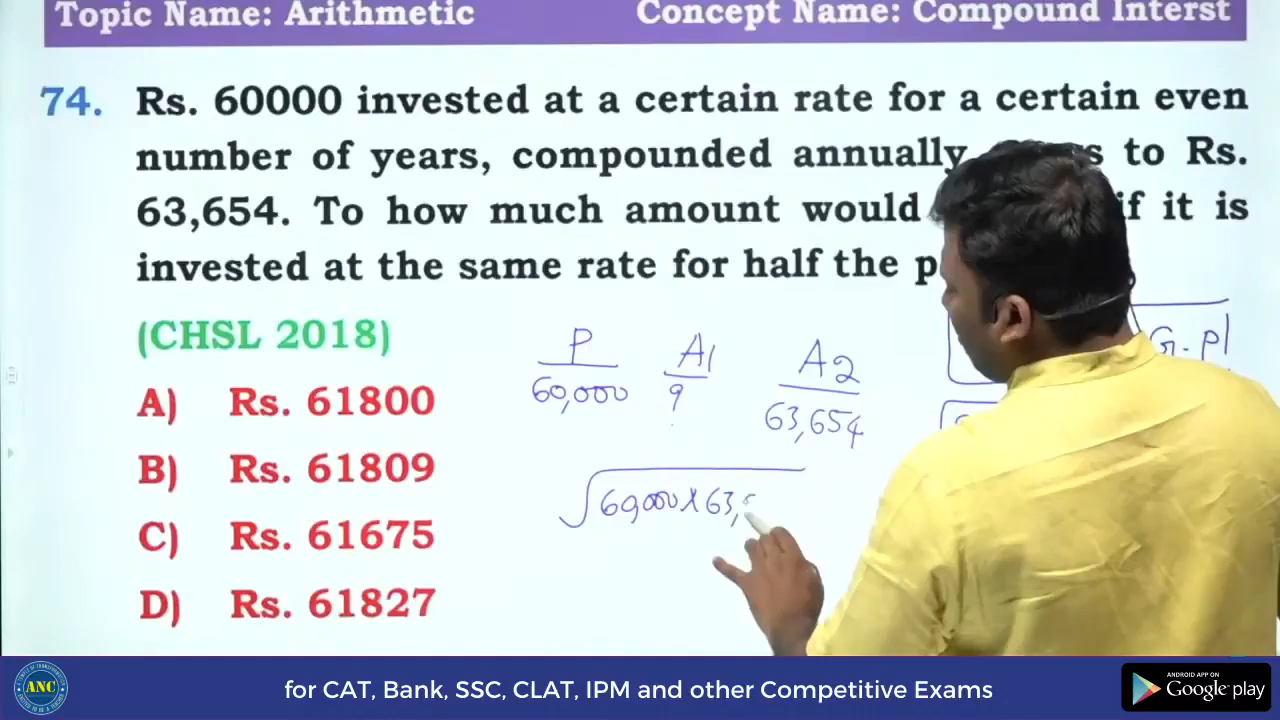 Topic Name: Arithmetic Concept Name: Compound Interst
74. Rs. 60000 invested at a certain rate for a certain even
number of years, compounded annually to Rs.
63,654. To how much amount would if it is
invested at the same rate for half the
(CHSL 2018)
P A1 A2
60,000 ? 63,654
G.P
A) Rs. 61800
B) Rs. 61809
C) Rs. 61675
D) Rs. 61827
√60,000 x 63,
ANC
for CAT, Bank, SSC, CLAT, IPM and other Competitive Exams
ANDROID APP ON
Google play